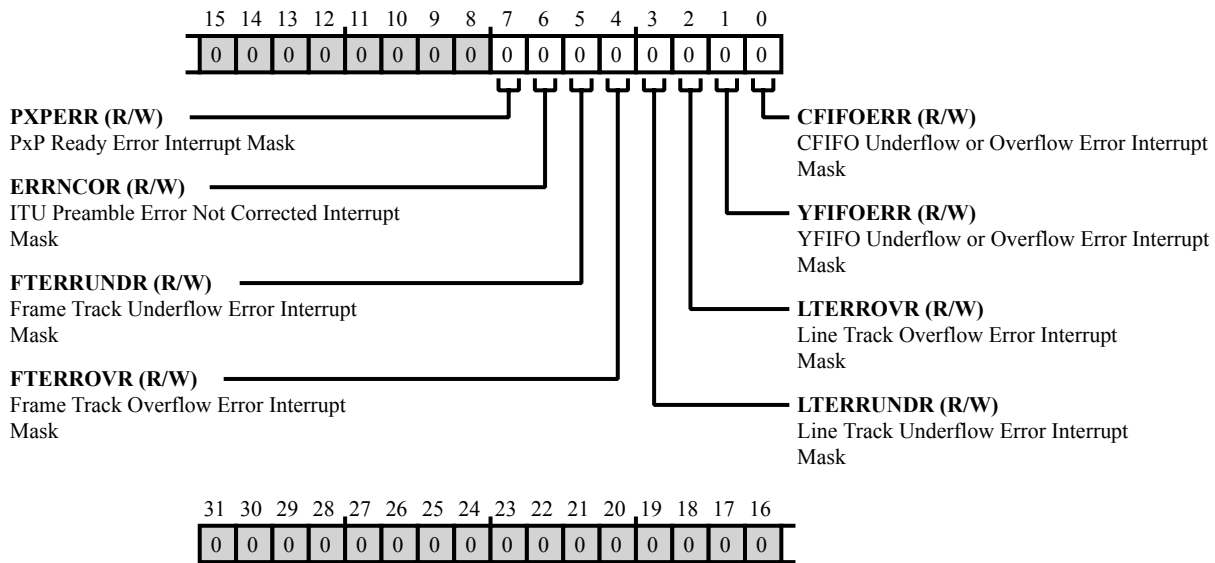 15 14 13 12 11 10 9 8 7 6 5 4 3 2 1 0
0 0 0 0 0 0 0 0 0 0 0 0 0 0 0 0
PXPERR (R/W)
PxP Ready Error Interrupt Mask
ERRNCOR (R/W)
ITU Preamble Error Not Corrected Interrupt
Mask
FTERRUNDR (R/W)
Frame Track Underflow Error Interrupt
Mask
FTERROVR (R/W)
Frame Track Overflow Error Interrupt
Mask
CFIFOERR (R/W)
CFIFO Underflow or Overflow Error Interrupt
Mask
YFIFOERR (R/W)
YFIFO Underflow or Overflow Error Interrupt
Mask
LTERROVR (R/W)
Line Track Overflow Error Interrupt
Mask
LTERRUNDR (R/W)
Line Track Underflow Error Interrupt
Mask
31 30 29 28 27 26 25 24 23 22 21 20 19 18 17 16
0 0 0 0 0 0 0 0 0 0 0 0 0 0 0 0